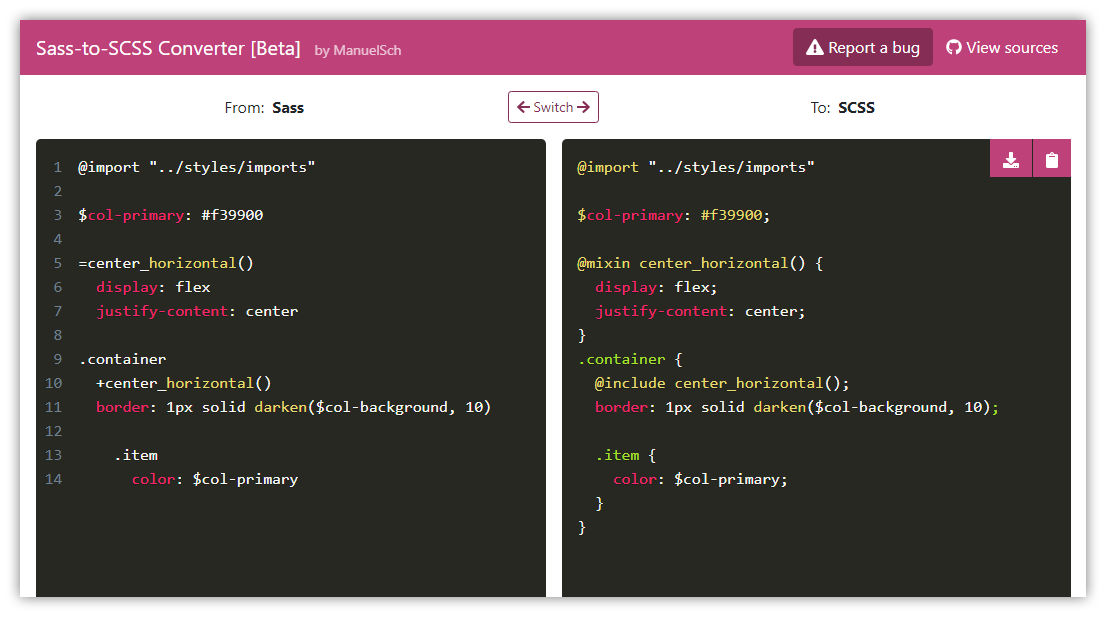 Sass-to-SCSS Converter [Beta] by ManuelSch Report a bug View sources
From: Sass Switch To: SCSS
1 @import "../styles/imports"
2
3 $col-primary: #f39900
4
5 =center_horizontal()
6 display: flex
7 justify-content: center
8
9 .container
10 +center_horizontal()
11 border: 1px solid darken($col-background, 10)
12
13 .item
14 color: $col-primary
@import "../styles/imports"
$col-primary: #f39900;
@mixin center_horizontal() {
display: flex;
justify-content: center;
}
.container {
@include center_horizontal();
border: 1px solid darken($col-background, 10);
.item {
color: $col-primary;
}
}